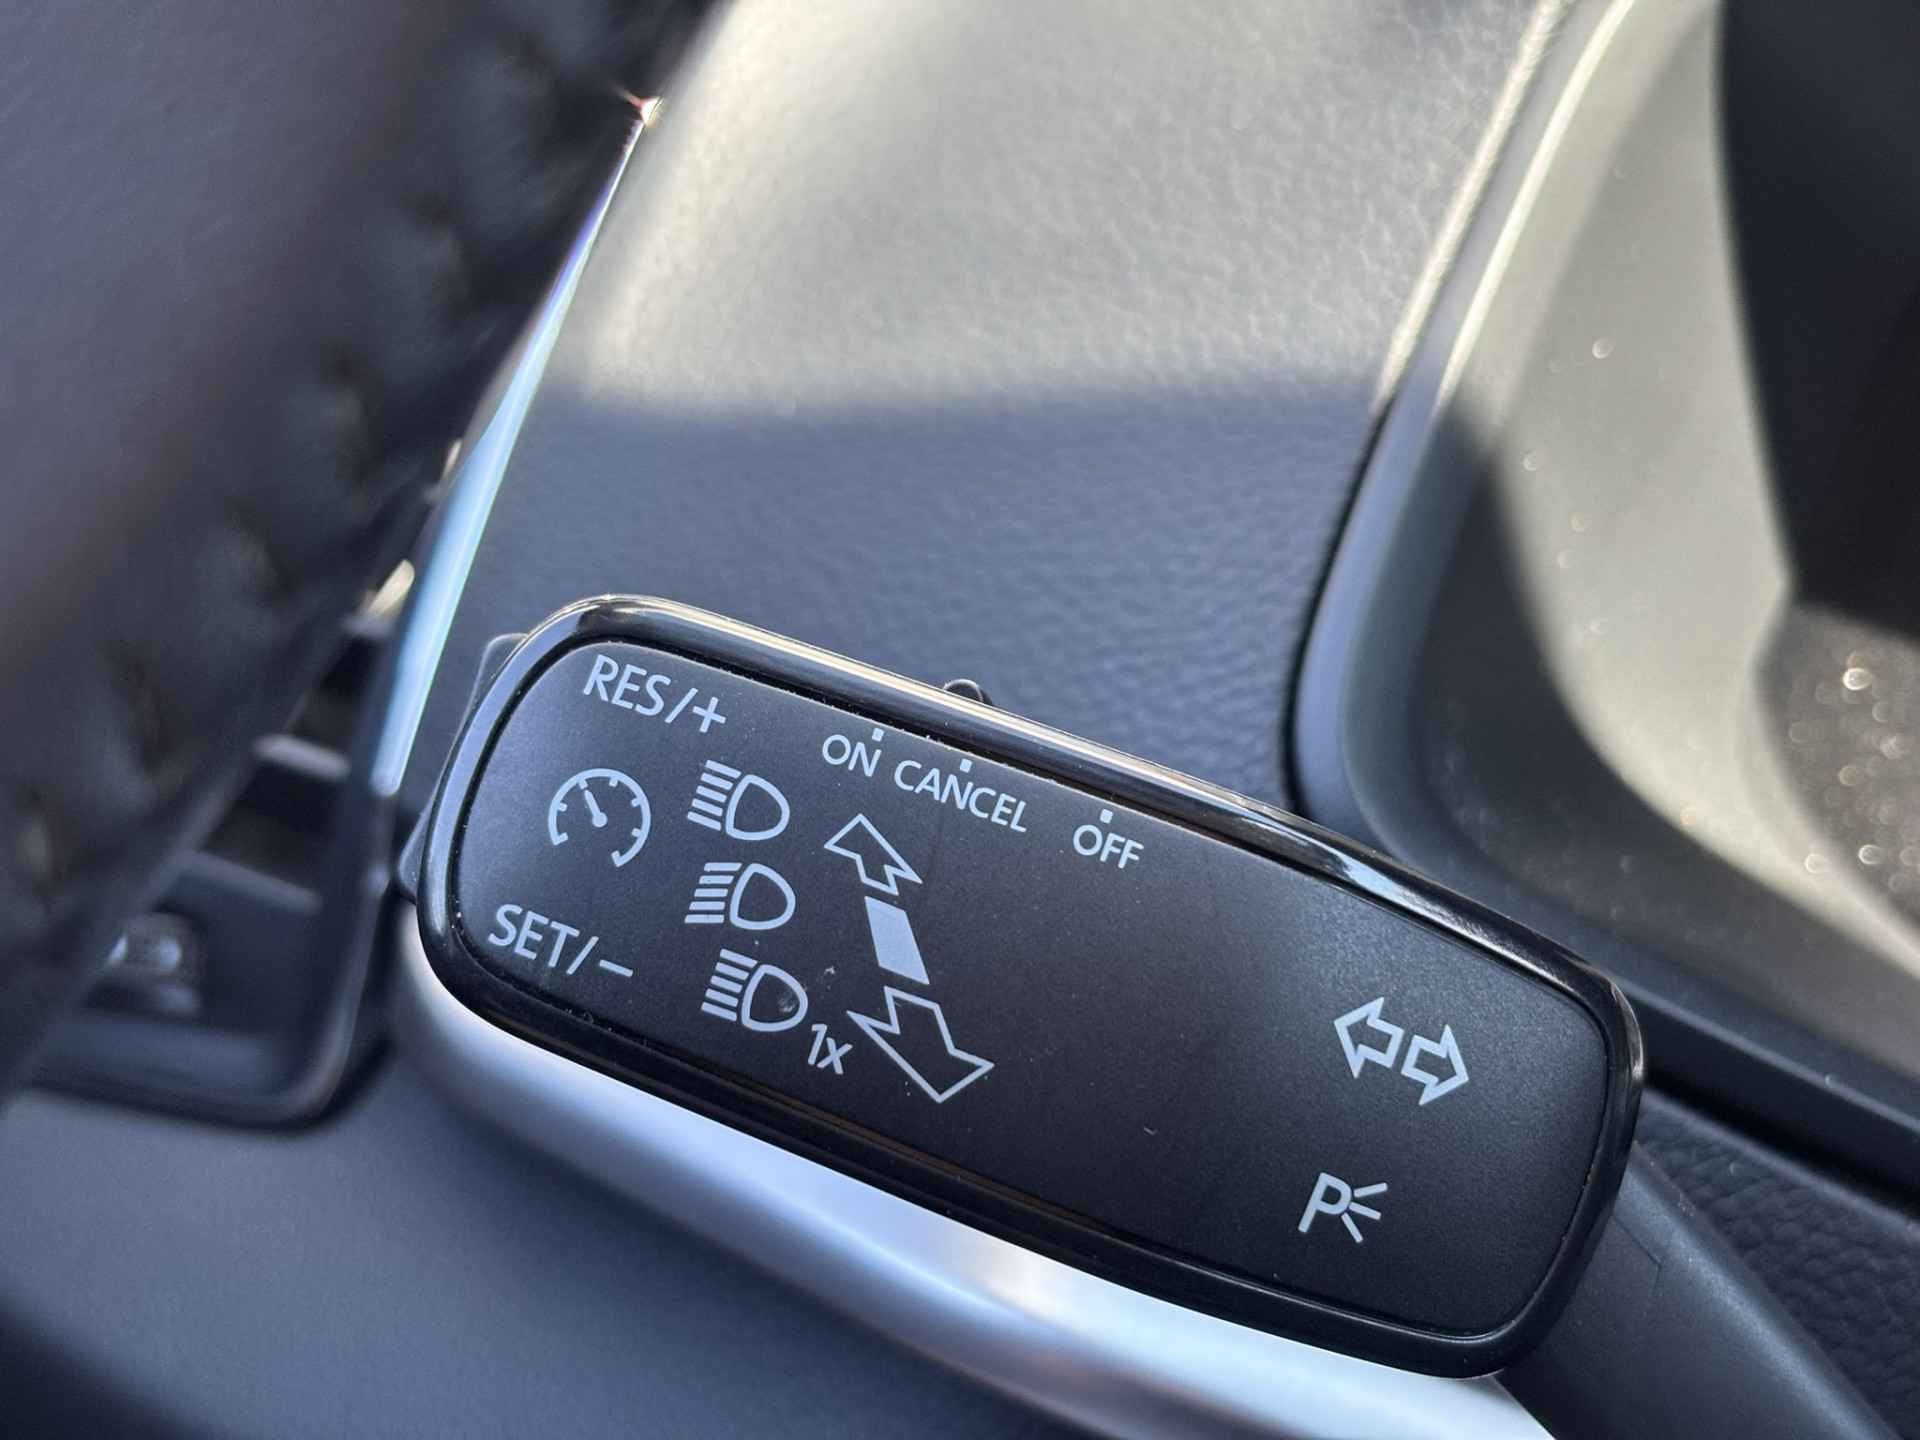 RES/+
ON CANCEL OFF
SET/-
1x
P